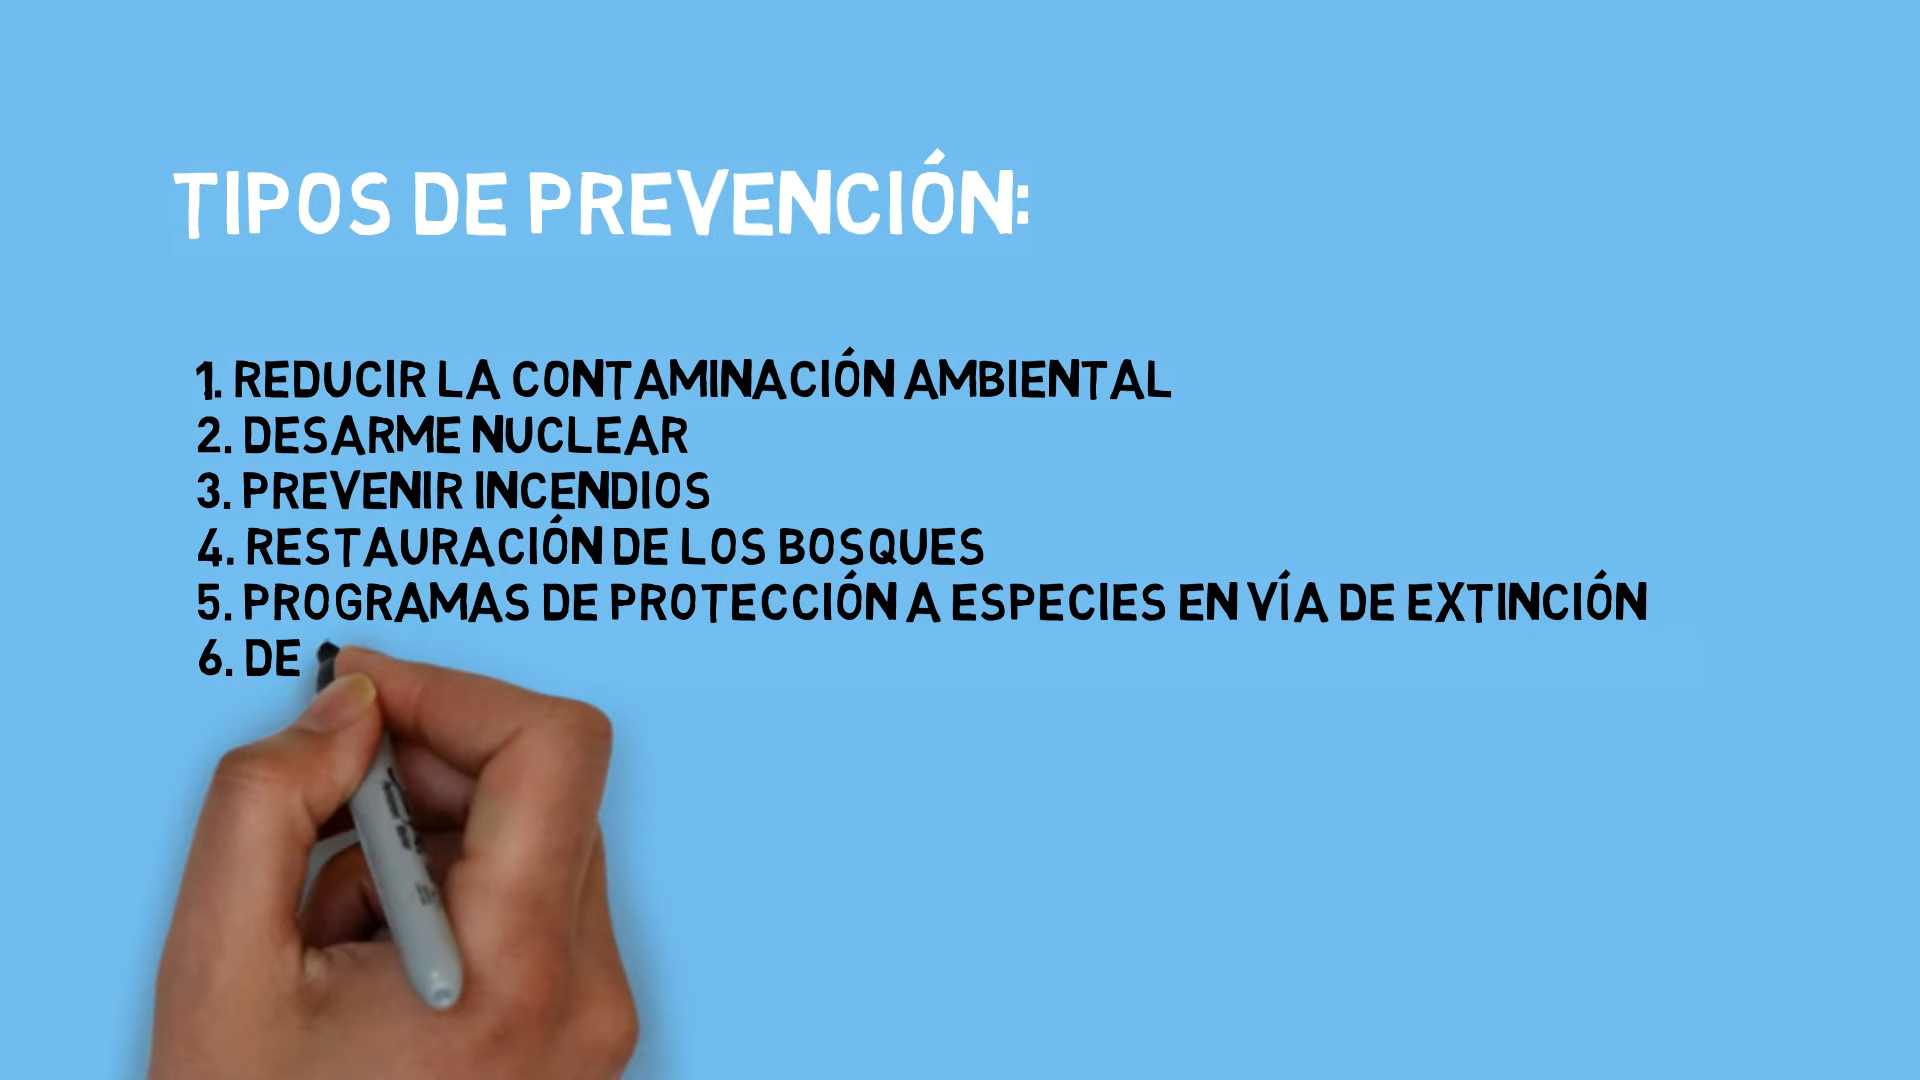 TIPOS DE PREVENCIÓN:
1. REDUCIR LA CONTAMINACIÓN AMBIENTAL
2. DESARME NUCLEAR
3. PREVENIR INCENDIOS
4. RESTAURACIÓN DE LOS BOSQUES
5. PROGRAMAS DE PROTECCIÓN A ESPECIES EN VÍA DE EXTINCIÓN
6. DE